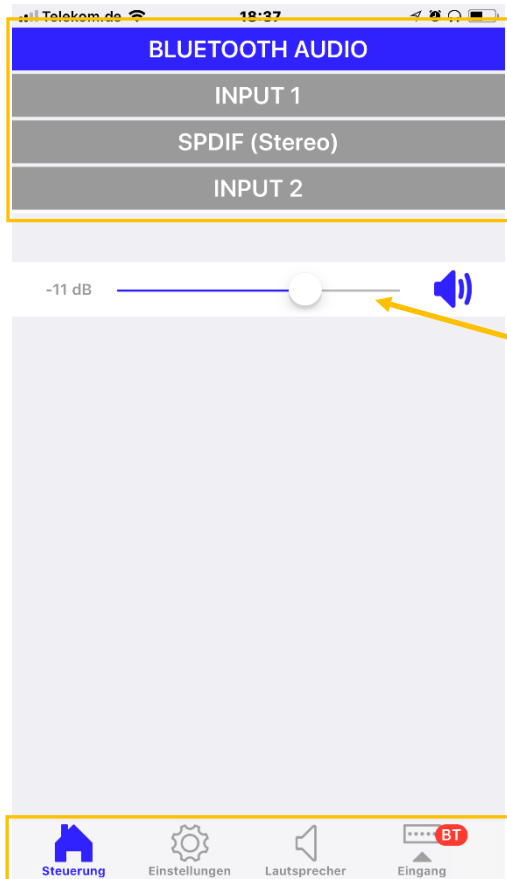 Telekom.de 18:37
BLUETOOTH AUDIO
INPUT 1
SPDIF (Stereo)
INPUT 2
-11 dB
BT
Steuerung Einstellungen Lautsprecher Eingang